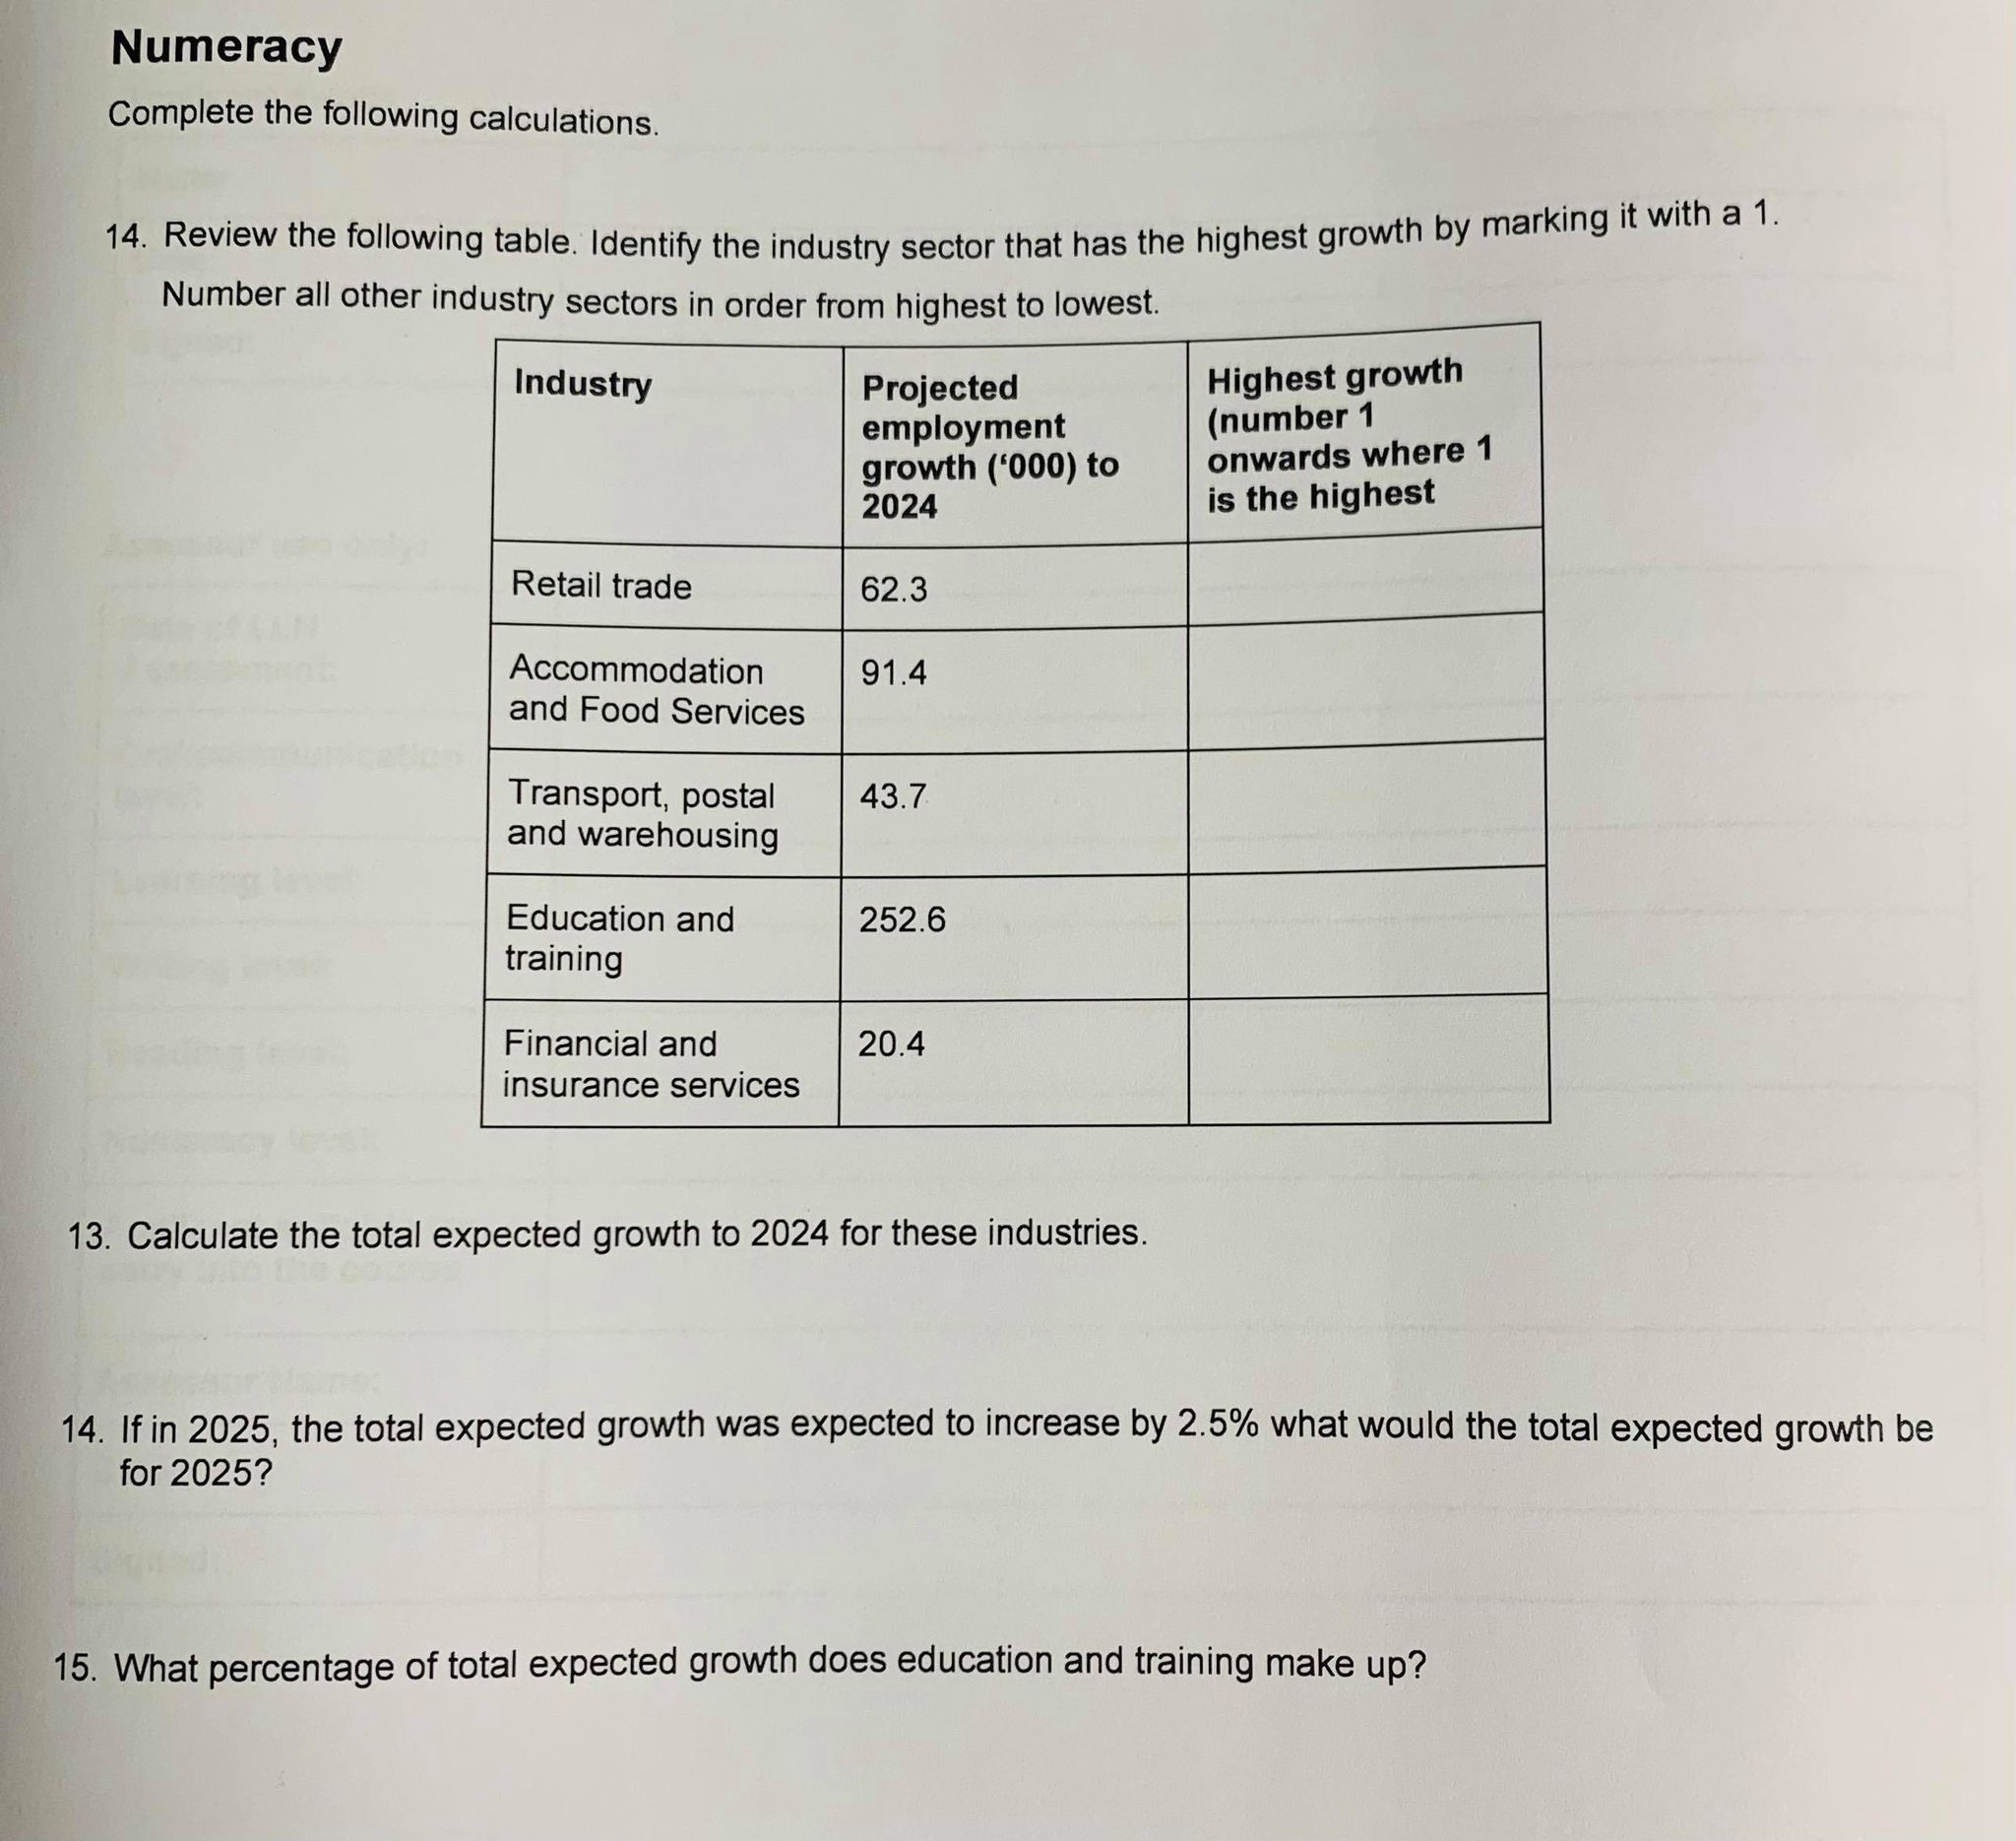 Numeracy
Complete the following calculations.
14. Review the following table. Identify the industry sector that has the highest growth by marking it with a 1.
Number all other industry sectors in order from highest to lowest.
Industry
Projected
employment
growth (‘000) to
2024
Highest growth
(number 1
onwards where 1
is the highest
Retail trade
62.3
Accommodation
and Food Services
91.4
Transport, postal
and warehousing
43.7
Education and
training
252.6
Financial and
insurance services
20.4
13. Calculate the total expected growth to 2024 for these industries.
14. If in 2025, the total expected growth was expected to increase by 2.5% what would the total expected growth be
for 2025?
15. What percentage of total expected growth does education and training make up?